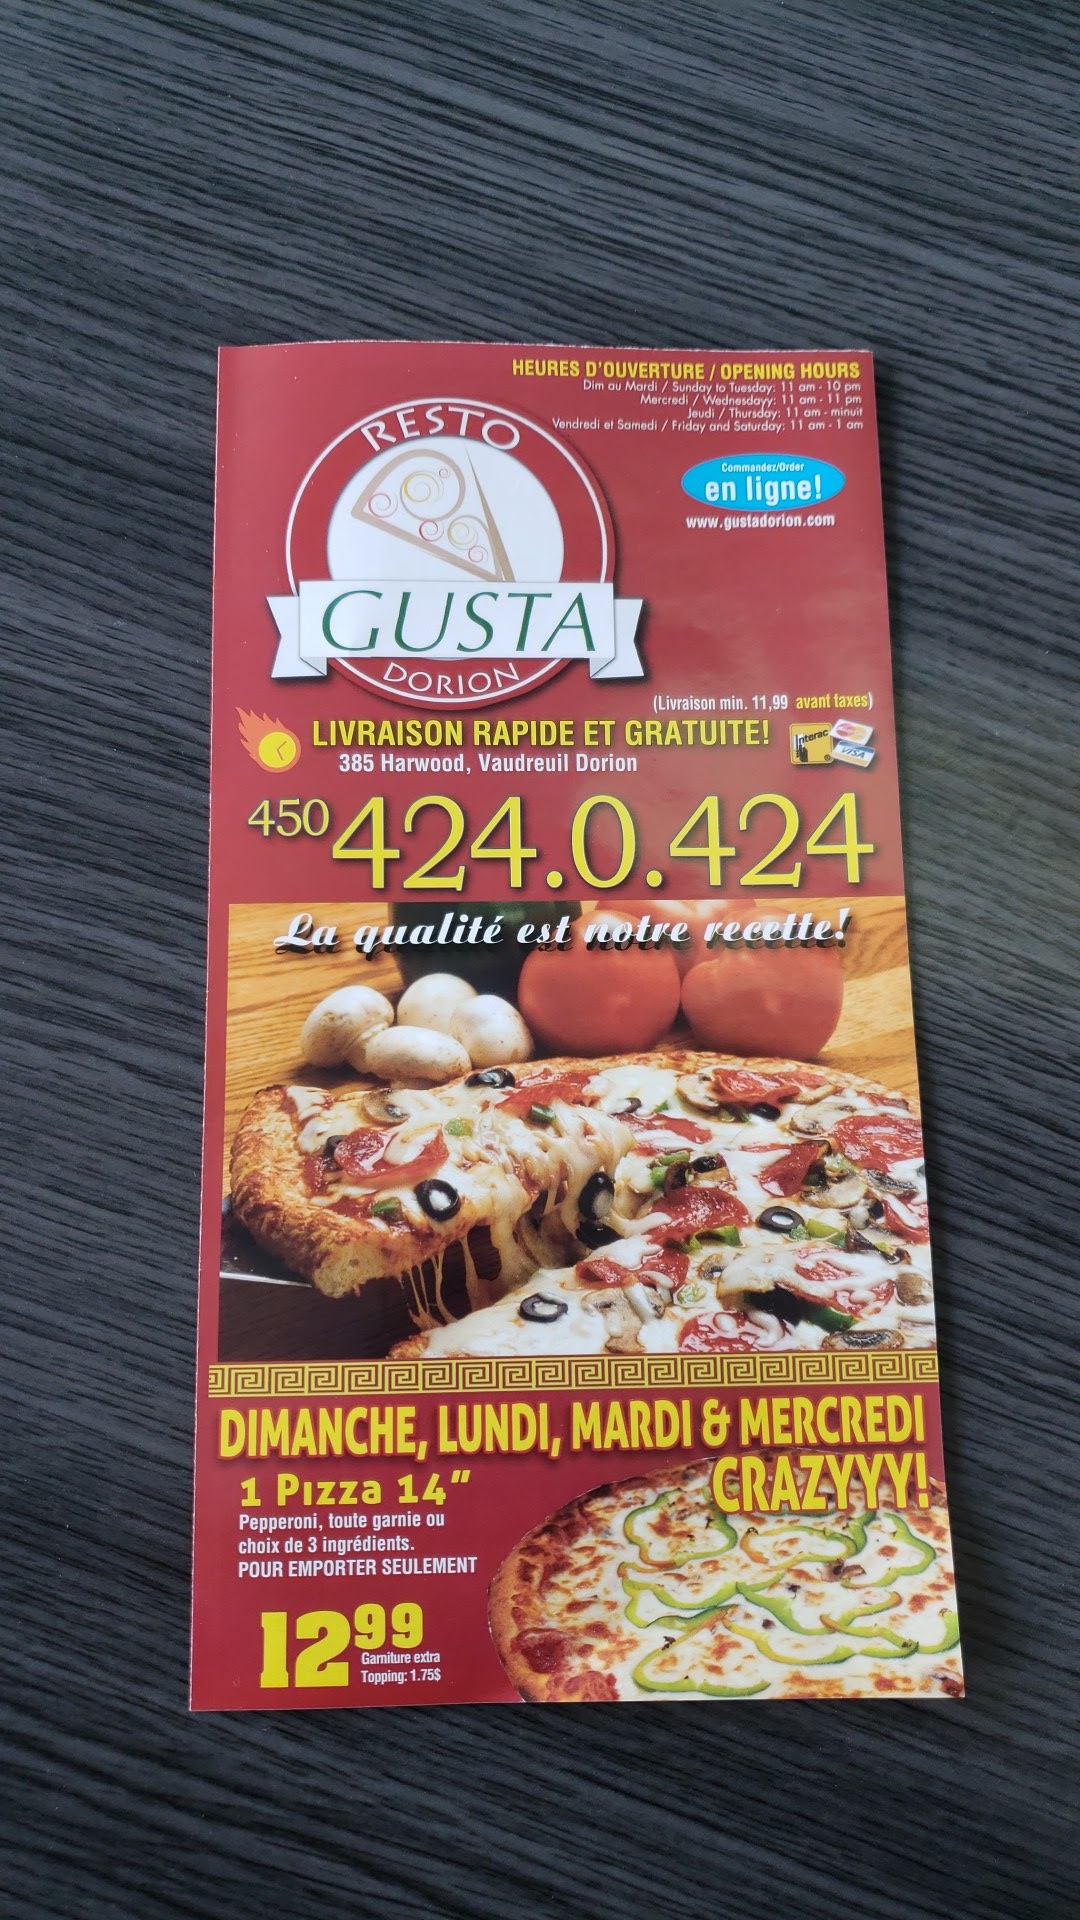 HEURES D'OUVERTURE / OPENING HOURS
Dim au Mardi / Sunday to Tuesday: 11 am - 10 pm
Mercredi / Wednesdayy: 11 am - 11 pm
Jeudi / Thursday: 11 am - minuit
Vendredi et Samedi / Friday and Saturday: 11 am - 1 am
RESTO
GUSTA
DORION
Commandez/Order
en ligne!
www.gustadorion.com
(Livraison min. 11,99 avant taxes)
LIVRAISON RAPIDE ET GRATUITE!
385 Harwood, Vaudreuil Dorion
Interac
VISA
450 424.0.424
La qualité est notre recette!
DIMANCHE, LUNDI, MARDI & MERCREDI
CRAZYYY!
1 Pizza 14"
Pepperoni, toute garnie ou
choix de 3 ingrédients.
POUR EMPORTER SEULEMENT
12 99
Garniture extra
Topping: 1.75$